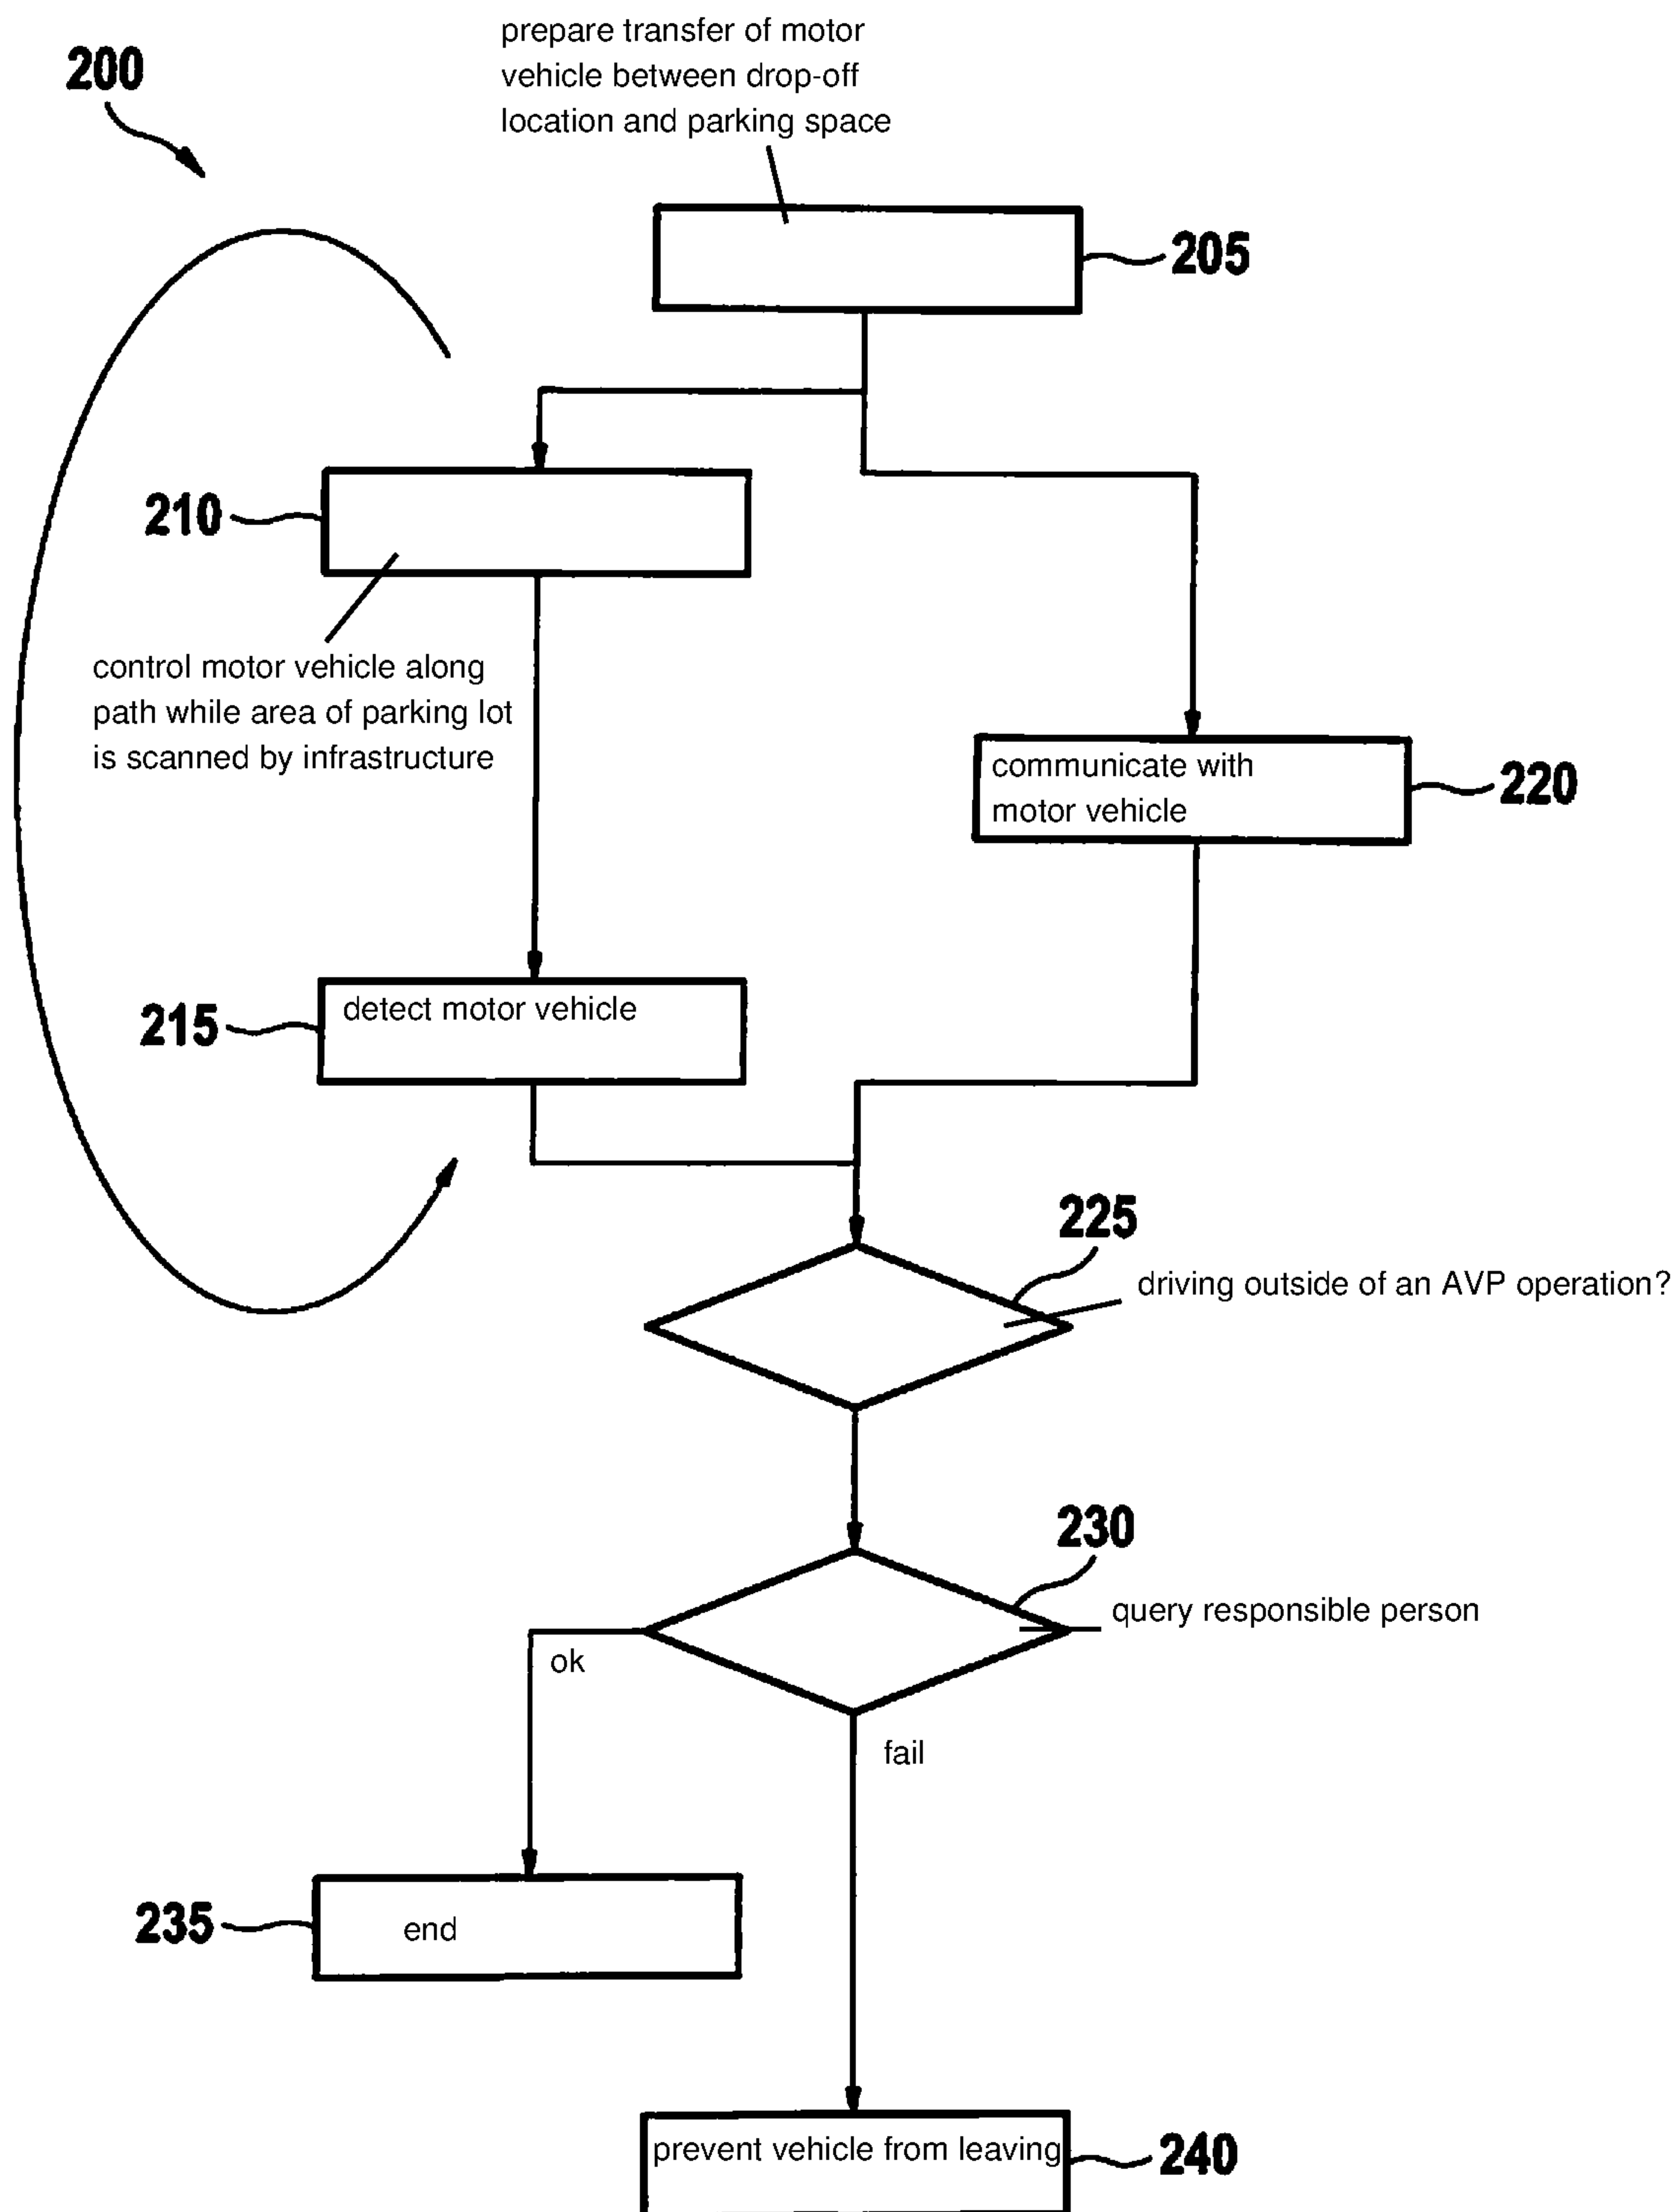 prepare transfer of motor
vehicle between drop-off
location and parking space
200
205
210
control motor vehicle along
path while area of parking lot
is scanned by infrastructure
communicate with
motor vehicle
220
215
detect motor vehicle
225
driving outside of an AVP operation?
230
query responsible person
ok
fail
235
end
prevent vehicle from leaving
240